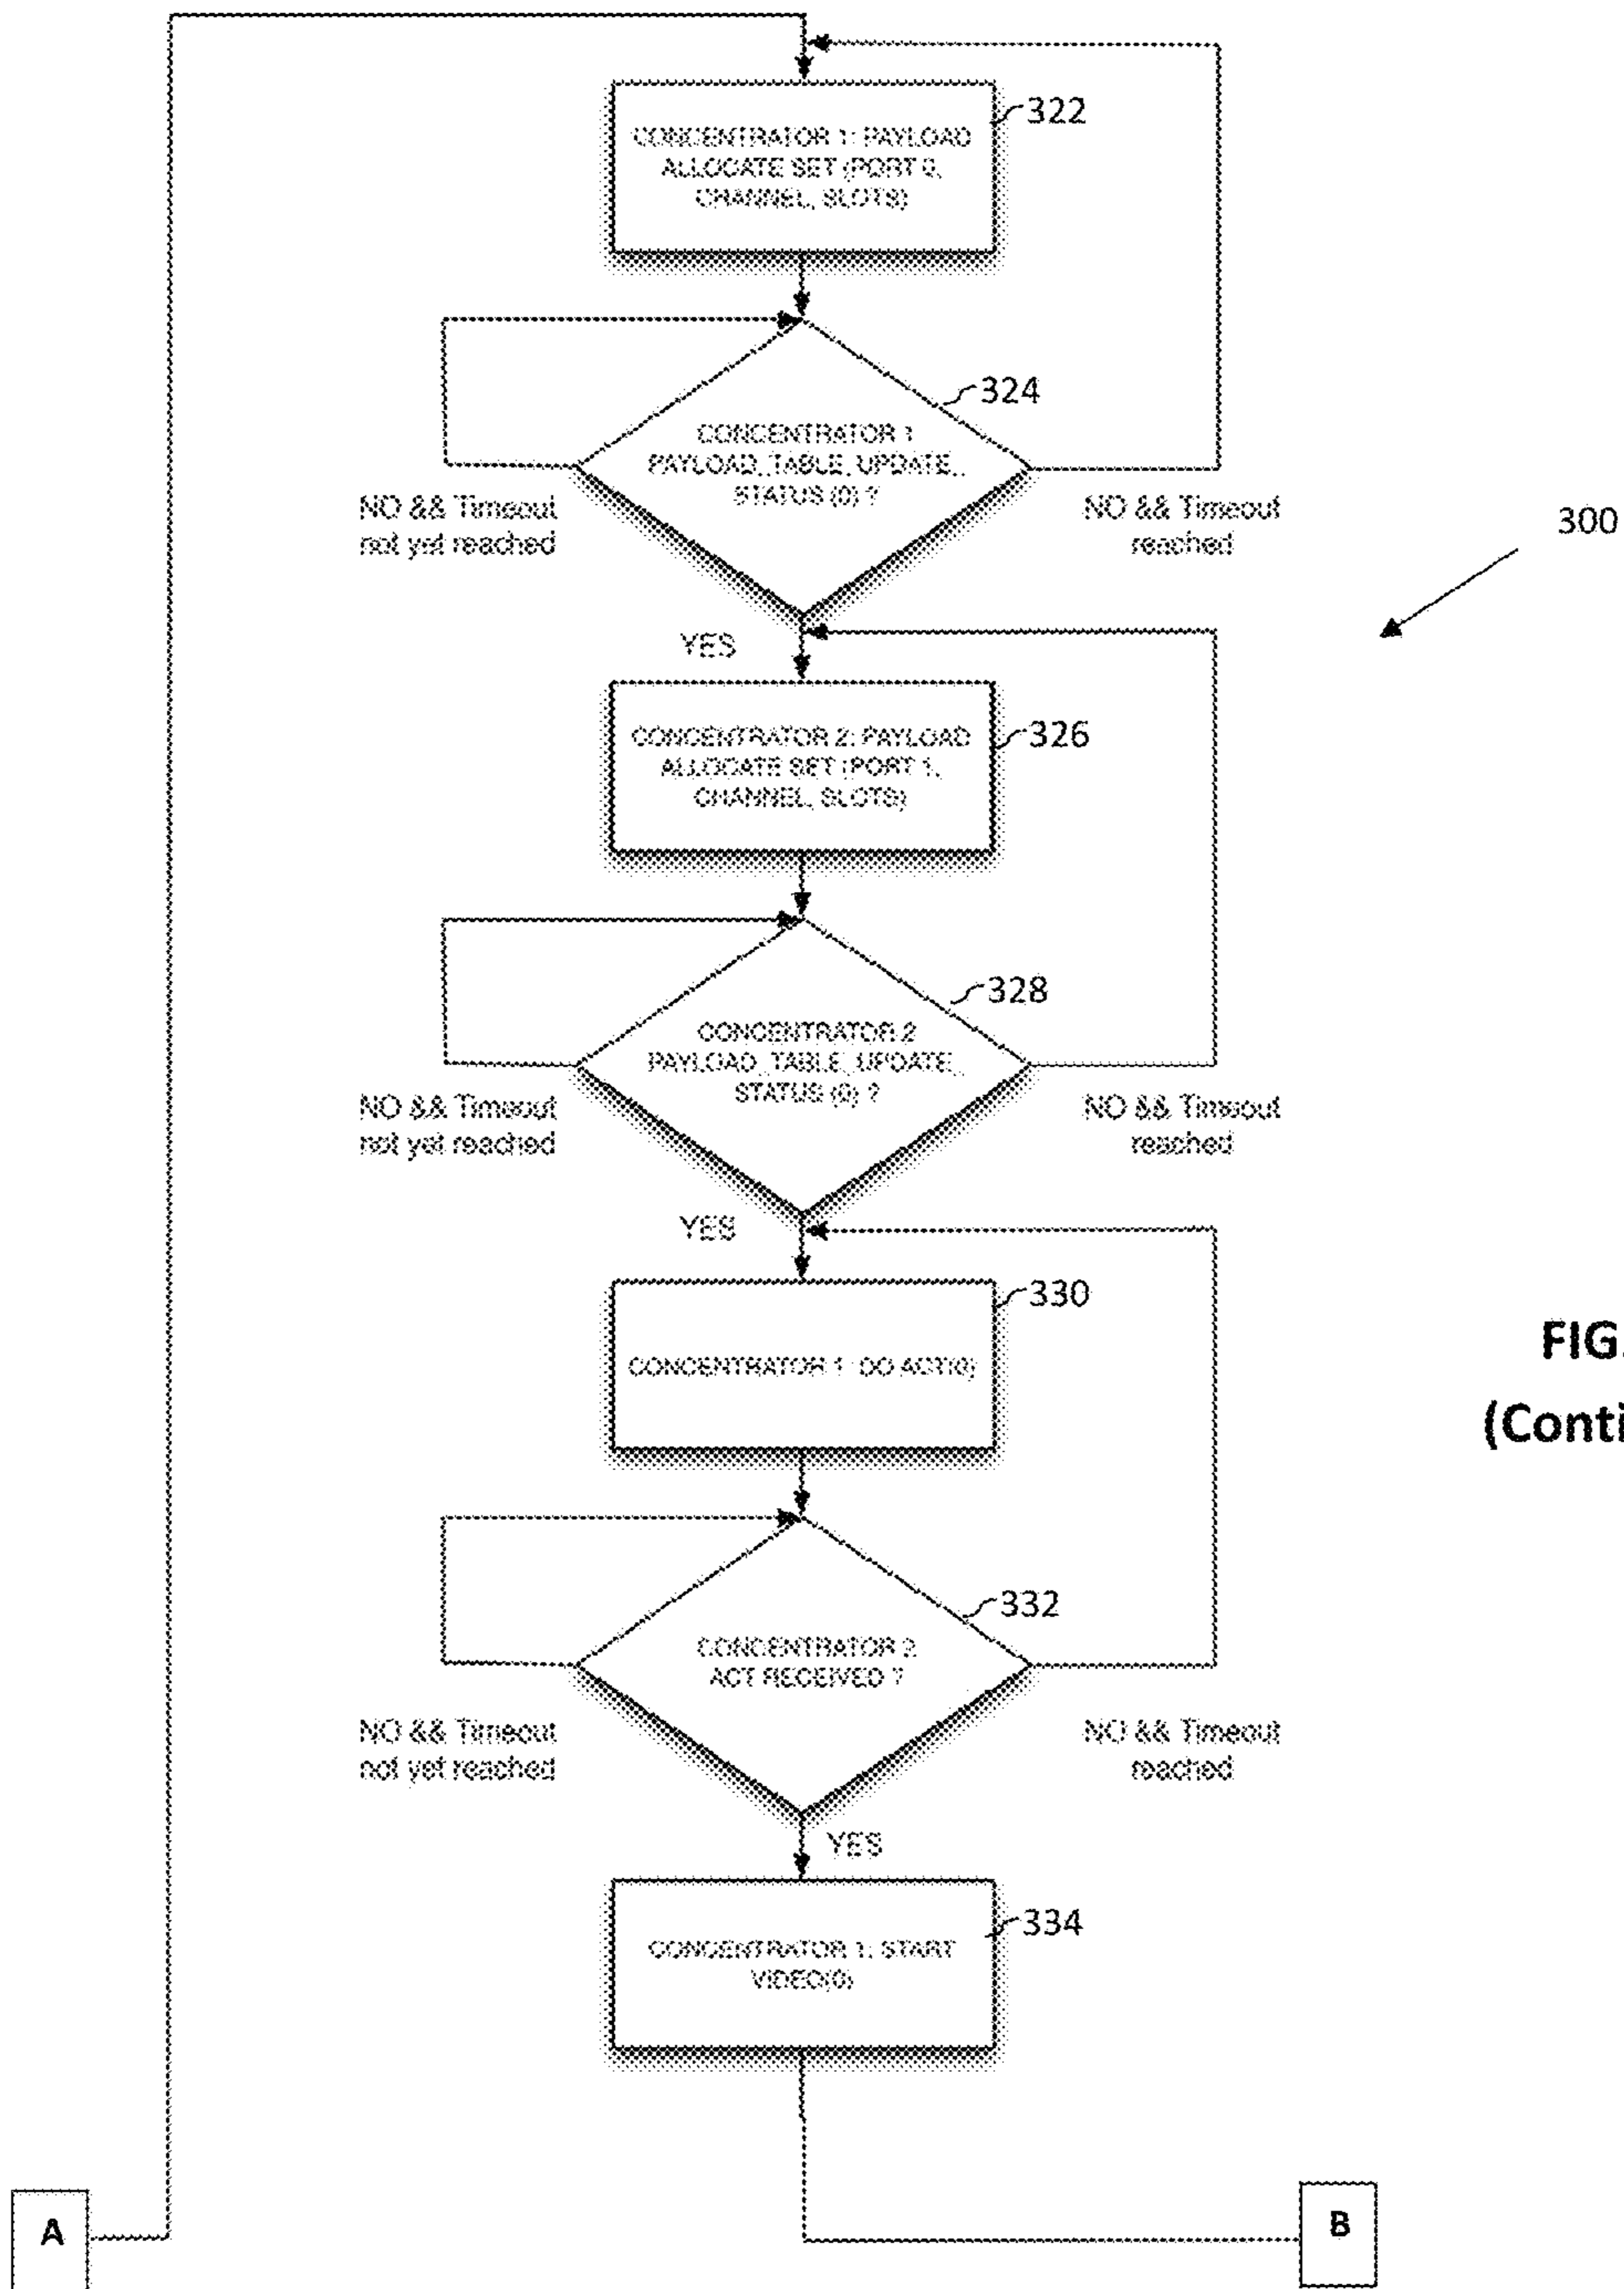 322
CONCENTRATOR 1: PAYLOAD
ALLOCATE SET (PORT 0,
CHANNEL, SLOTS)
324
CONCENTRATOR 1
PAYLOAD_TABLE_UPDATE_
STATUS (0) ?
NO && Timeout
not yet reached
NO && Timeout
reached
300
YES
326
CONCENTRATOR 2: PAYLOAD
ALLOCATE SET (PORT 1,
CHANNEL, SLOTS)
328
CONCENTRATOR 2
PAYLOAD_TABLE_UPDATE_
STATUS (0) ?
NO && Timeout
not yet reached
NO && Timeout
reached
YES
330
CONCENTRATOR 1: DO ACT(0)
FIG.
(Conti
332
CONCENTRATOR 2
ACT RECEIVED ?
NO && Timeout
not yet reached
NO && Timeout
reached
YES
334
CONCENTRATOR 1: START
VIDEO(0)
A
B